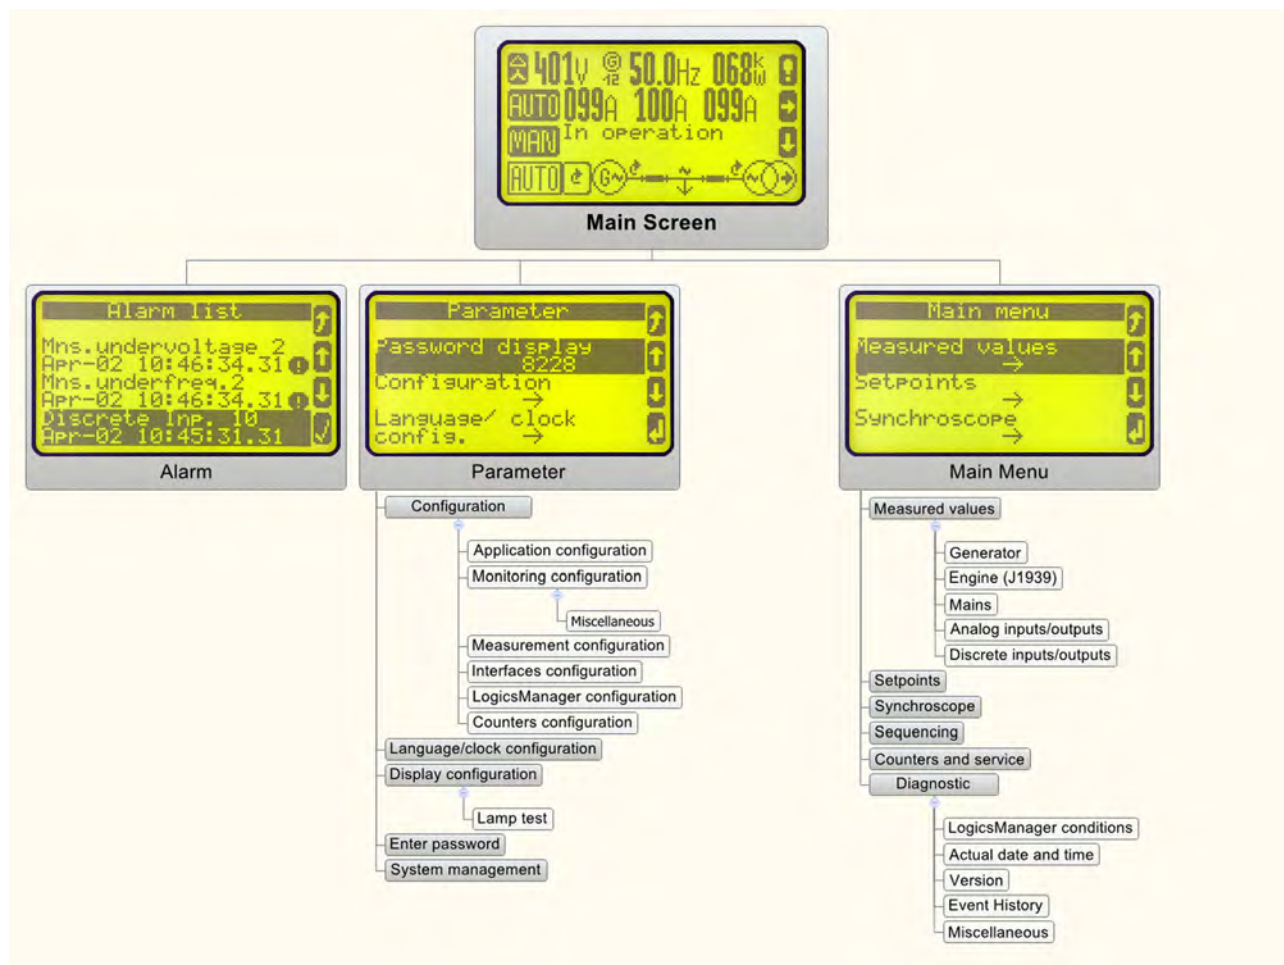 401V G 12 50.0Hz 068 kW
AUTO 099A 100A 099A
MAN In operation
AUTO G
Main Screen
Alarm list
Mns.undervoltage 2
Apr-02 10:46:34.31
Mns.underfreq.2
Apr-02 10:46:34.31
Discrete Inp. 10
Apr-02 10:45:31.31
Alarm
Parameter
Password display
8228
Configuration
Language/ clock
config.
Parameter
Main menu
Measured values
Setpoints
Synchroscope
Main Menu
Configuration
Application configuration
Monitoring configuration
Miscellaneous
Measurement configuration
Interfaces configuration
LogicsManager configuration
Counters configuration
Language/clock configuration
Display configuration
Lamp test
Enter password
System management
Measured values
Generator
Engine (J1939)
Mains
Analog inputs/outputs
Discrete inputs/outputs
Setpoints
Synchroscope
Sequencing
Counters and service
Diagnostic
LogicsManager conditions
Actual date and time
Version
Event History
Miscellaneous